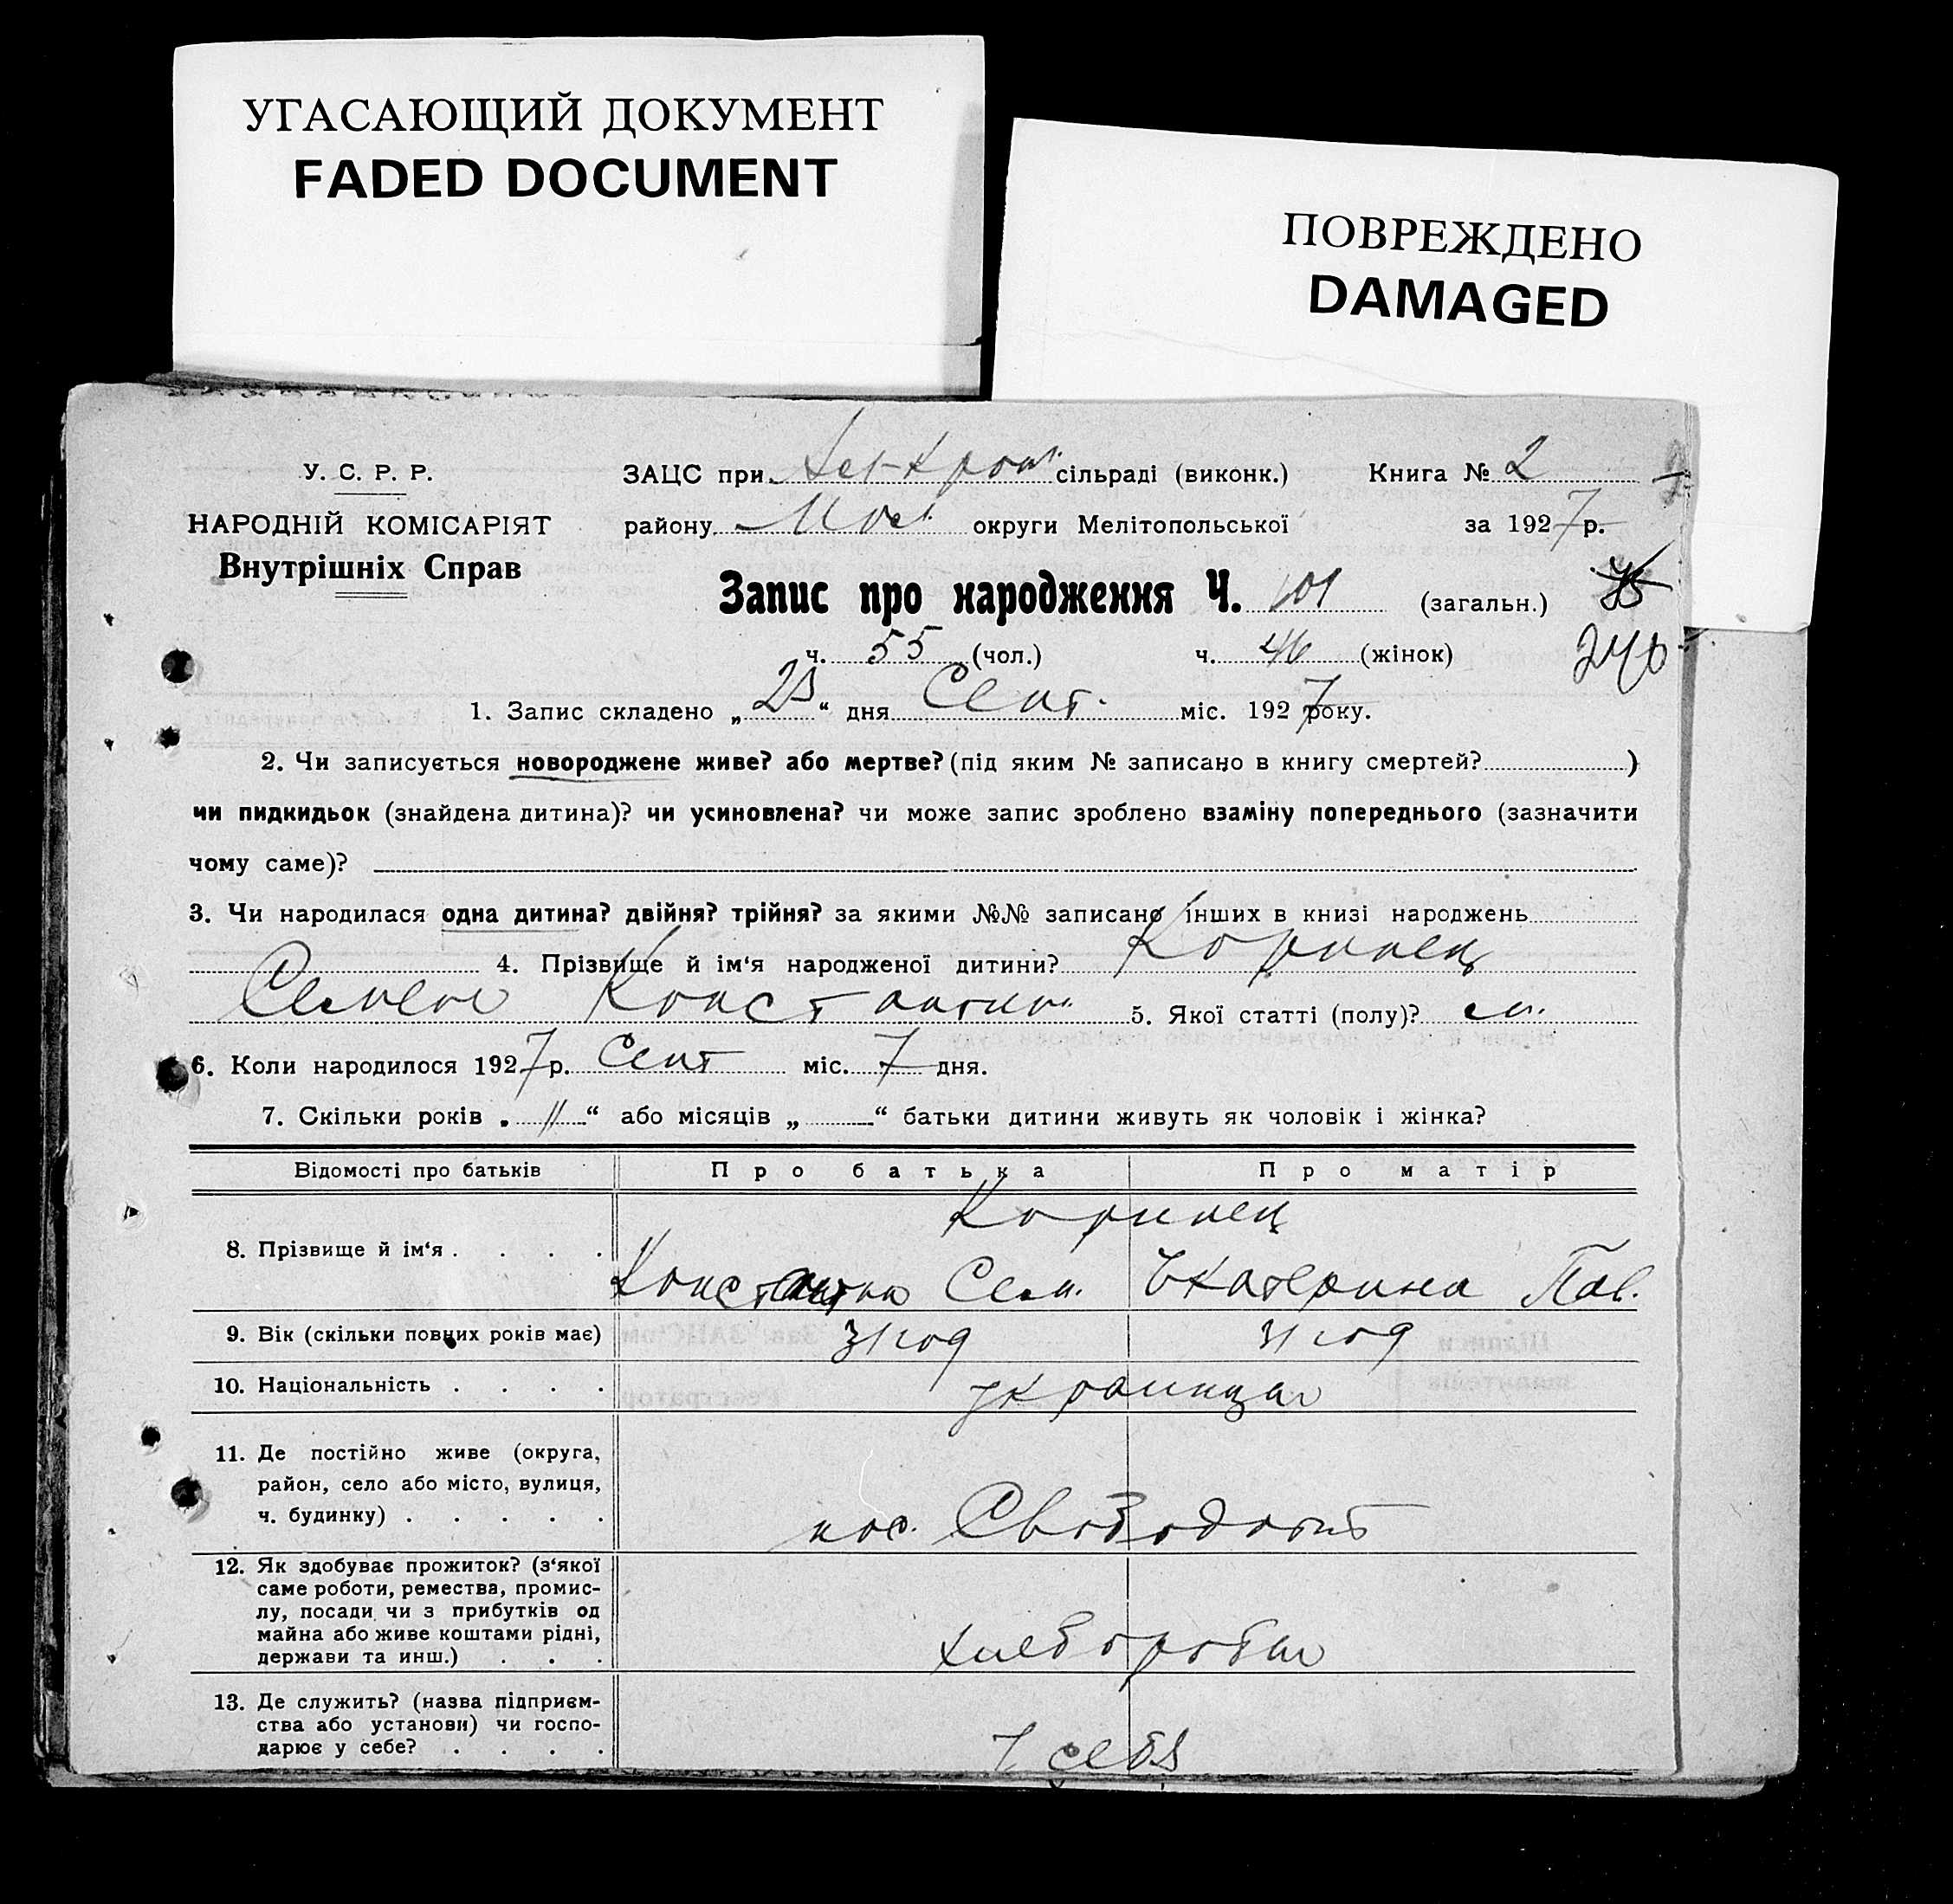 УГАСАЮЩИЙ ДОКУМЕНТ
FADED DOCUMENT
ПОВРЕЖДЕНО
DAMAGED
У. С. Р. Р.
НАРОДНІЙ КОМІСАРІЯТ
Внутрішніх Справ
ЗАЦС при сільраді (виконк.) Книга № 2
району округи Мелітопольської за 1927 р.
Запис про народження Ч. 101 (загальн.)
ч. 55 (чол.) ч. 46 (жінок) 240
1. Запис складено „23“ дня Сент. міс. 1927 року.
2. Чи записується новороджене живе? або мертве? (під яким № записано в книгу смертей? )
чи пидкидьок (знайдена дитина)? чи усиновлена? чи може запис зроблено взаміну попереднього (зазначити
чому саме)?
3. Чи народилася одна дитина? двійня? трійня? за якими №№ записано інших в книзі народжень
4. Прізвище й ім‘я народженої дитини? Коринец
Семен Константин. 5. Якої статті (полу)? м.
6. Коли народилося 1927 р. Сент міс. 7 дня.
7. Скільки років „ 11 “ або місяців „ “ батьки дитини живуть як чоловік і жінка?
Відомості про батьків Про батька Про матір
Коринец
8. Прізвище й ім‘я . . . . Константин Сем. Екатерина Пав.
9. Вік (скільки повних років має) 31 год 31 год
10. Національність . . . . украинцы
11. Де постійно живе (округа,
район, село або місто, вулиця,
ч. будинку) . . . . . пос. Свободный
12. Як здобуває прожиток? (з‘якої
саме роботи, ремества, промис-
лу, посади чи з прибутків од
майна або живе коштами рідні,
держави та инш.) . . . хлеборобы
13. Де служить? (назва підприєм-
ства або установи) чи госпо-
дарює у себе? . . . . У себя